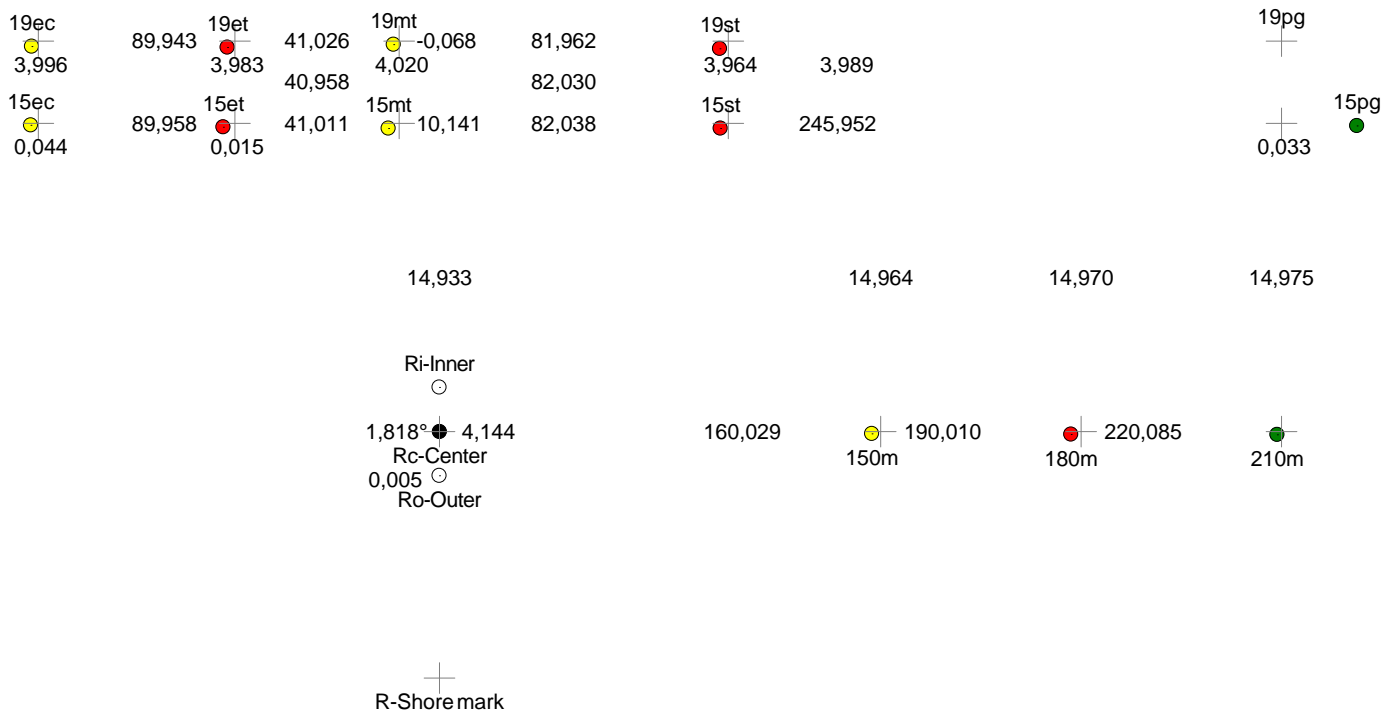 19ec 19et 19mt 19st 19pg
89,943 41,026 -0,068 81,962
3,996 3,983 4,020 3,964 3,989
40,958 82,030
15ec 15et 15mt 15st 15pg
89,958 41,011 10,141 82,038 245,952
0,044 0,015 0,033
14,933 14,964 14,970 14,975
Ri-Inner
1,818° 4,144 160,029 190,010 220,085
Rc-Center 150m 180m 210m
0,005
Ro-Outer
R-Shore mark